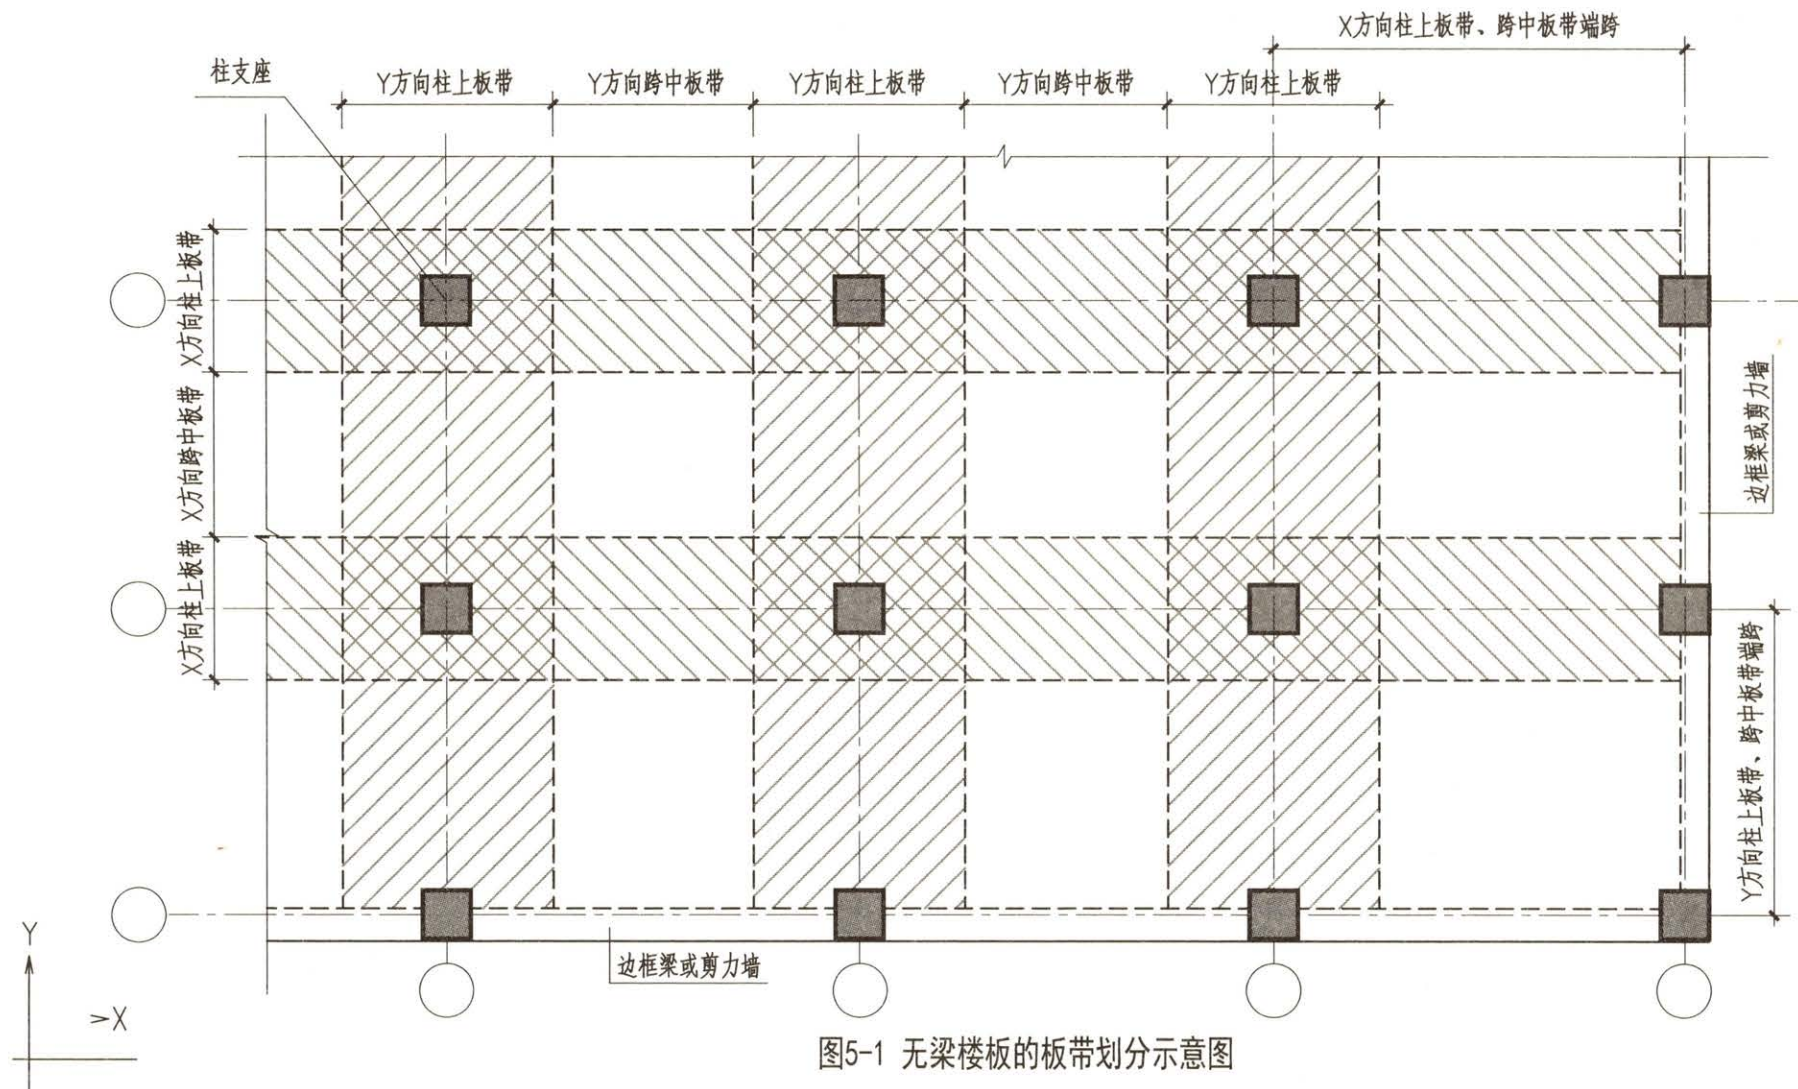 X方向柱上板带、跨中板带端跨
柱支座
Y方向柱上板带
Y方向跨中板带
Y方向柱上板带
Y方向跨中板带
Y方向柱上板带
X方向柱上板带
X方向跨中板带
X方向柱上板带
边框梁或剪力墙
Y方向柱上板带、跨中板带端跨
边框梁或剪力墙
Y
X
图5-1 无梁楼板的板带划分示意图